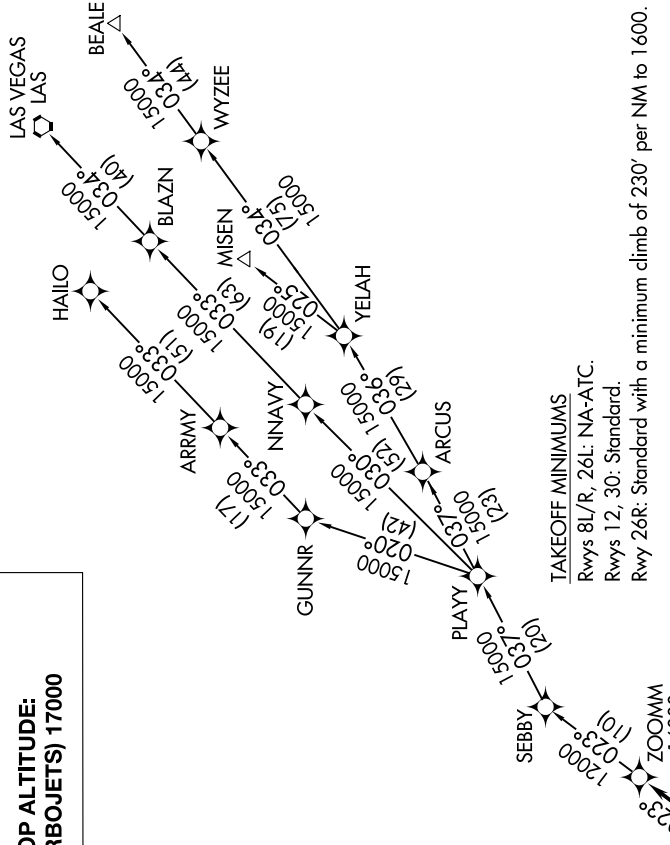 OP ALTITUDE:
RBOJETS) 17000
LAS VEGAS
LAS
BEALE
15000
034°
(44)
WYZEE
15000
034°
(40)
BLAZN
HAILO
15000
033°
(51)
15000
033°
(63)
MISEN
034°
(75)
15000
15000
025°
(19)
YELAH
ARRMY
NNAVY
(17)
15000
033°
GUNNR
15000
020°
(42)
15000
030°
(52)
15000
036°
(29)
ARCUS
037°
15000
(23)
PLAYY
15000
037°
(20)
SEBBY
12000
023°
(10)
ZOOMM
TAKEOFF MINIMUMS
Rwys 8L/R, 26L: NA-ATC.
Rwys 12, 30: Standard.
Rwy 26R: Standard with a minimum climb of 230' per NM to 1600.